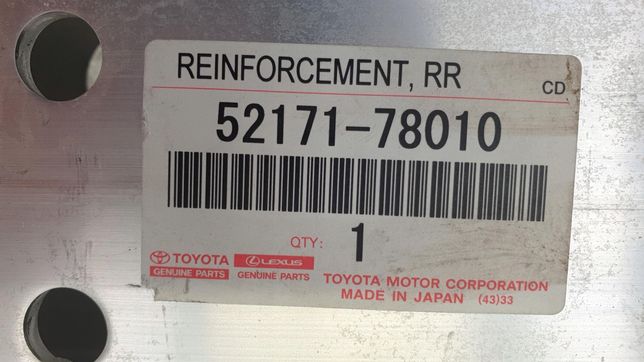 REINFORCEMENT, RR
CD
52171-78010
QTY: 1
TOYOTA LEXUS
GENUINE PARTS GENUINE PARTS
TOYOTA MOTOR CORPORATION
MADE IN JAPAN (43)33